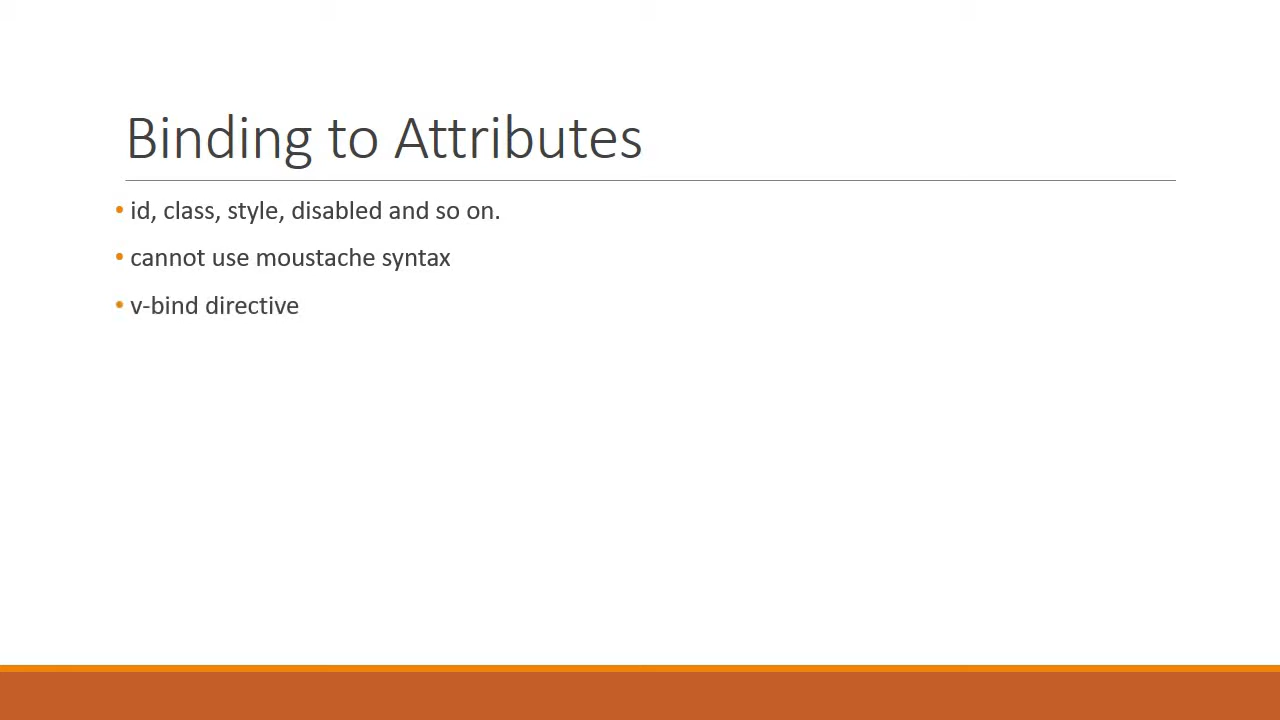 Binding to Attributes
• id, class, style, disabled and so on.
• cannot use moustache syntax
• v-bind directive